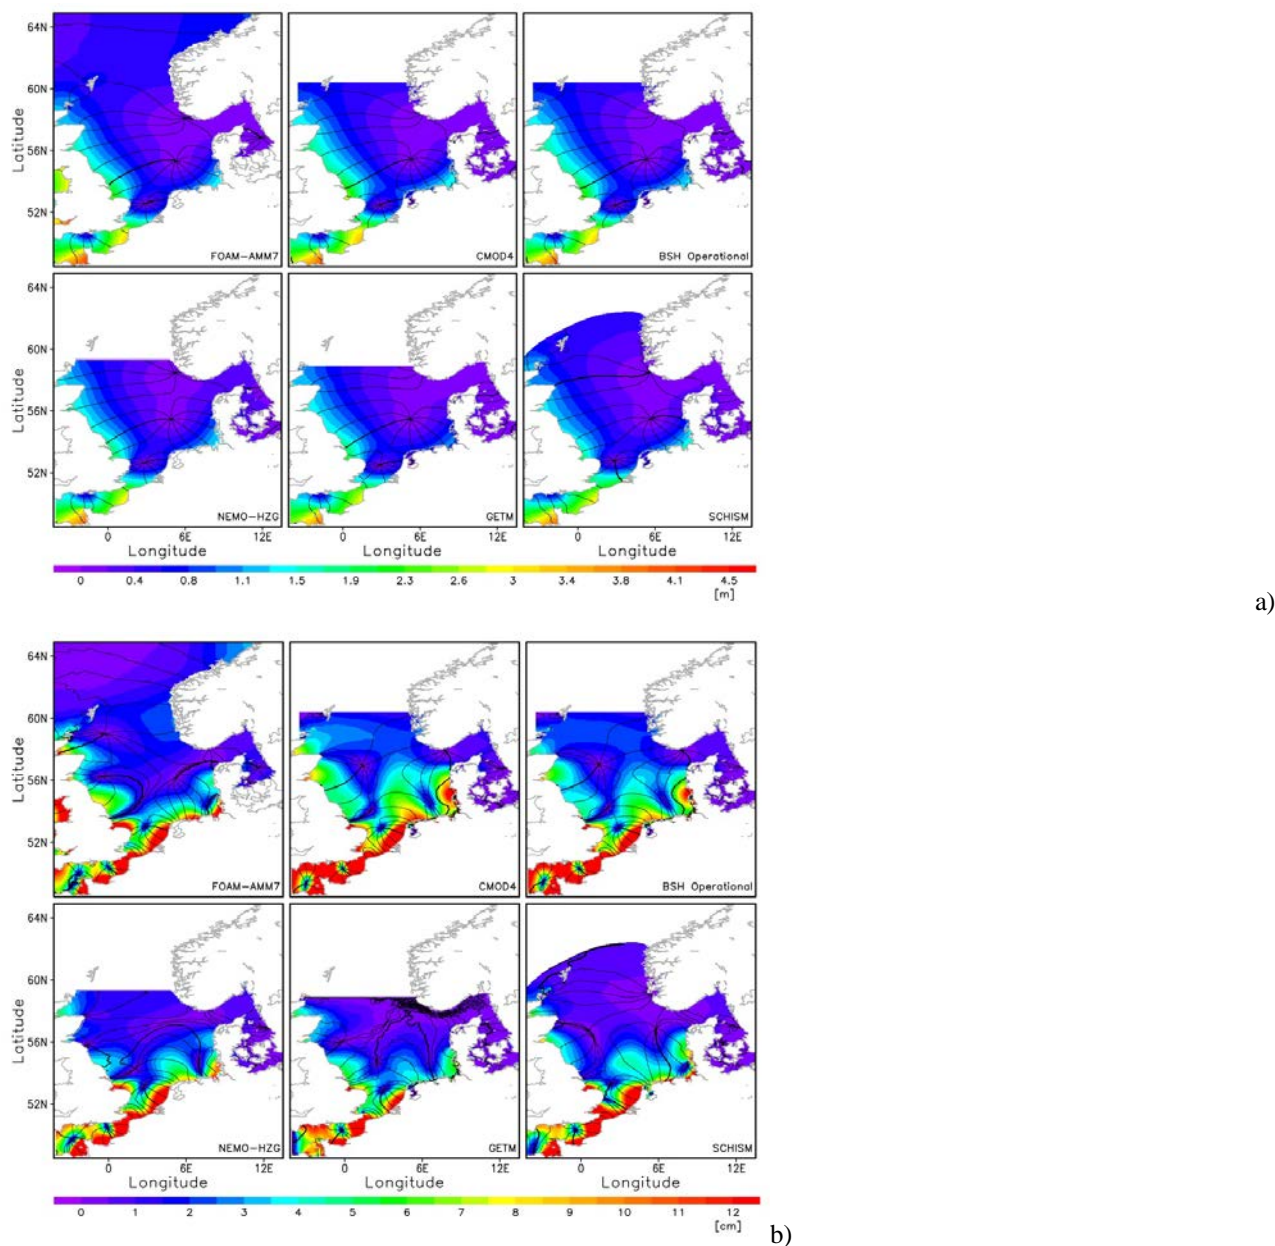 64N
60N
56N
52N
Latitude
FOAM-AMM7
CMOD4
BSH Operational
64N
60N
56N
52N
Latitude
NEMO-HZG
GETM
SCHISM
0 6E 12E
0 6E 12E
0 6E 12E
Longitude Longitude Longitude
0 0.4 0.8 1.1 1.5 1.9 2.3 2.6 3 3.4 3.8 4.1 4.5
[m]
a)
64N
60N
56N
52N
Latitude
FOAM-AMM7
CMOD4
BSH Operational
64N
60N
56N
52N
Latitude
NEMO-HZG
GETM
SCHISM
0 6E 12E
0 6E 12E
0 6E 12E
Longitude Longitude Longitude
0 1 2 3 4 5 6 7 8 9 10 11 12
[cm]
b)